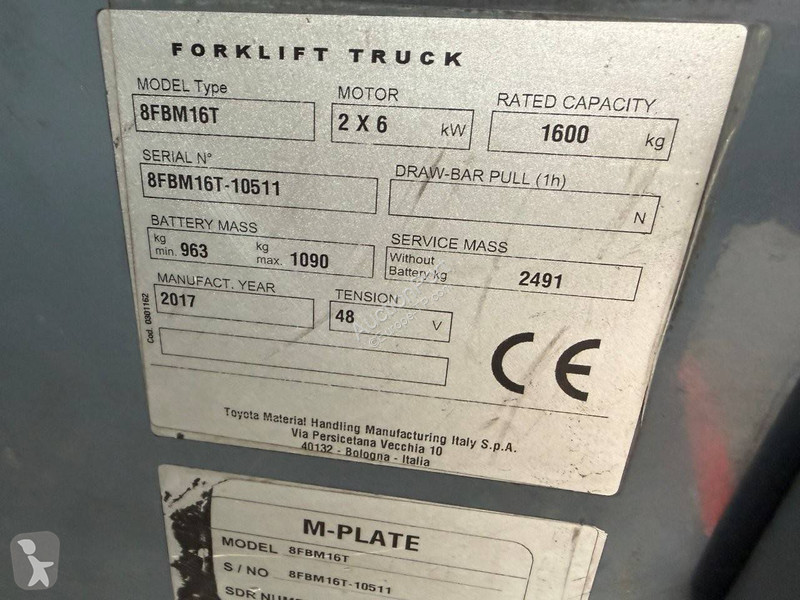 FORKLIFT TRUCK
MODEL Type MOTOR RATED CAPACITY
8FBM16T 2 X 6 kW 1600 kg
SERIAL N° DRAW-BAR PULL (1h)
8FBM16T-10511 N
BATTERY MASS SERVICE MASS
kg min. 963 kg max. 1090 Without Battery kg 2491
MANUFACT. YEAR TENSION
2017 48 V
Cod. 0301162
CE
Toyota Material Handling Manufacturing Italy S.p.A.
Via Persicetana Vecchia 10
40132 - Bologna - Italia
M-PLATE
MODEL 8FBM16T
S / NO 8FBM16T-10511